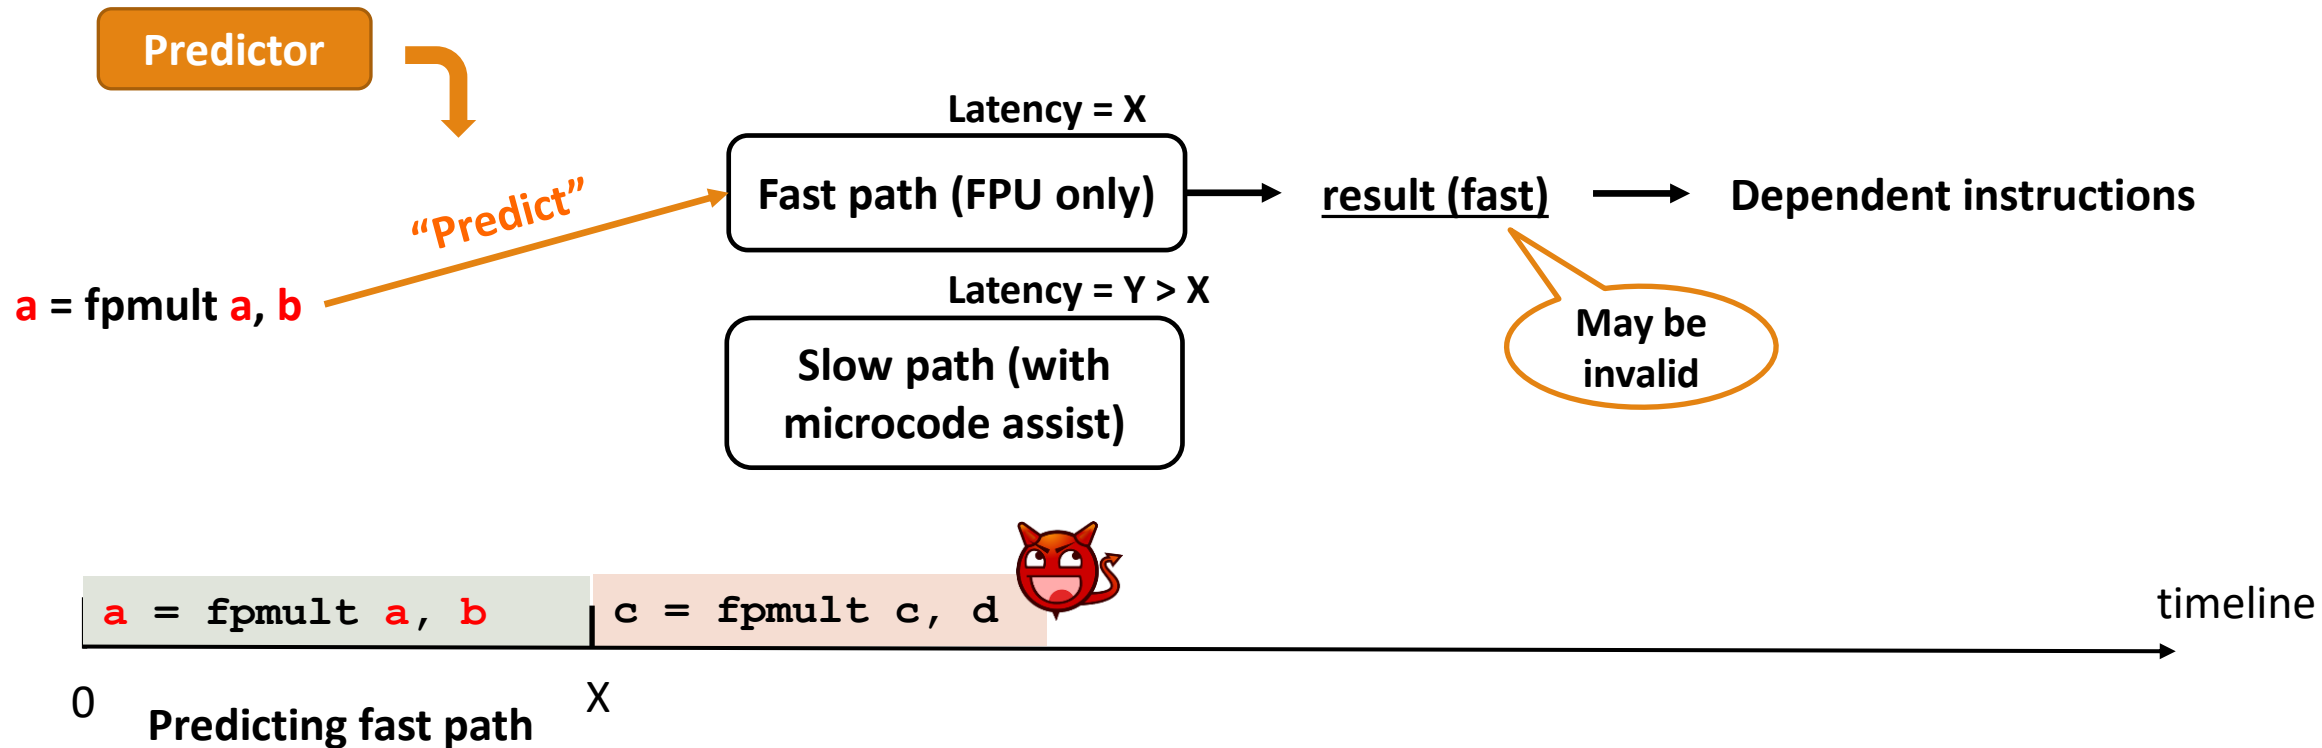 Predictor
Latency = X
Fast path (FPU only)
result (fast)
Dependent instructions
“Predict”
a = fpmult a, b
Latency = Y > X
Slow path (with
microcode assist)
May be
invalid
a = fpmult a, b
c = fpmult c, d
timeline
0
X
Predicting fast path